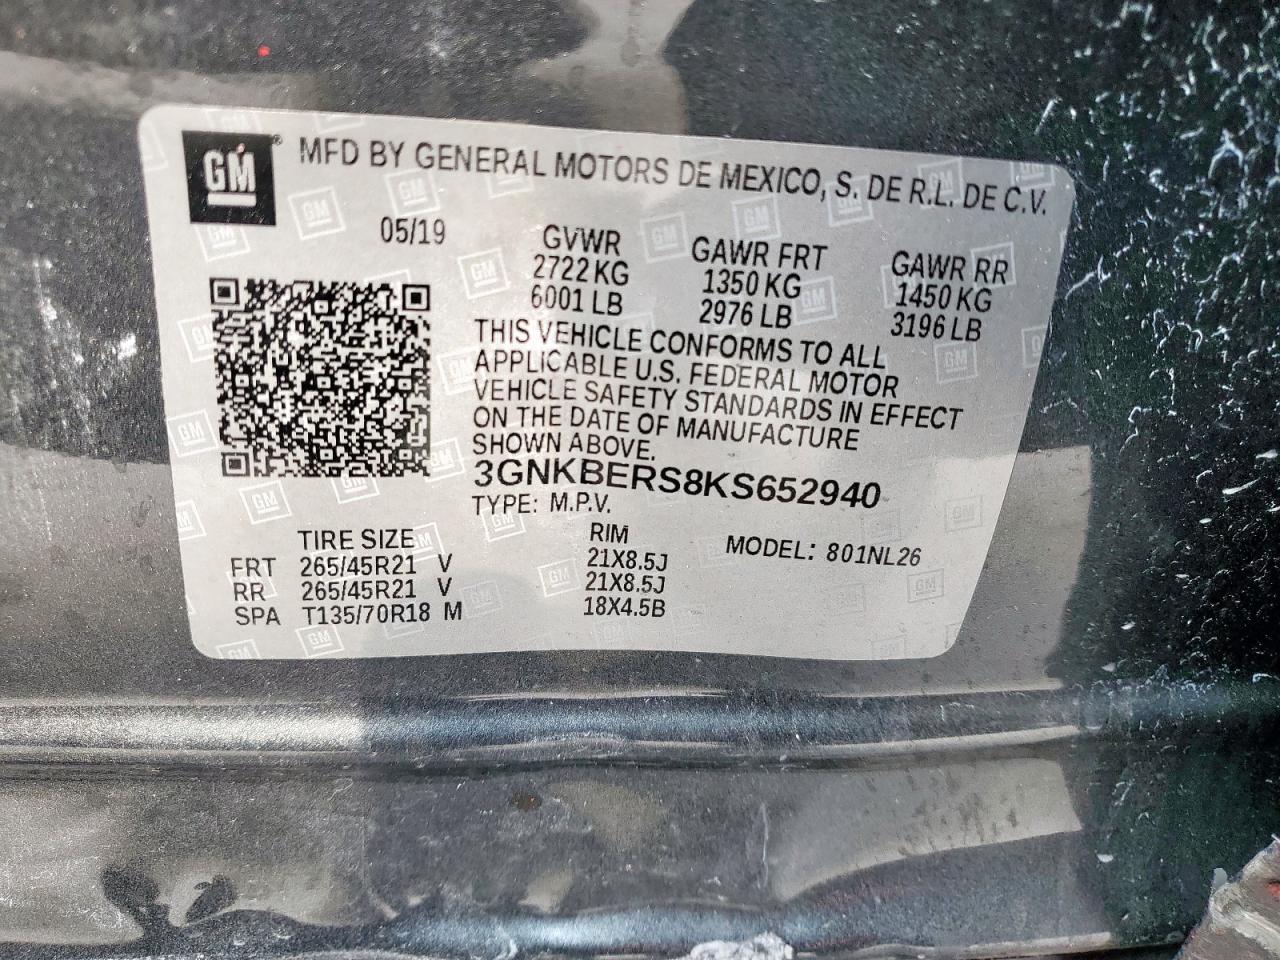 GM ® MFD BY GENERAL MOTORS DE MEXICO, S. DE R.L. DE C.V.
05/19 GVWR GAWR FRT GAWR RR
2722 KG 1350 KG 1450 KG
6001 LB 2976 LB 3196 LB
THIS VEHICLE CONFORMS TO ALL
APPLICABLE U.S. FEDERAL MOTOR
VEHICLE SAFETY STANDARDS IN EFFECT
ON THE DATE OF MANUFACTURE
SHOWN ABOVE.
3GNKBERS8KS652940
TYPE: M.P.V.
TIRE SIZE RIM MODEL: 801NL26
FRT 265/45R21 V 21X8.5J
RR 265/45R21 V 21X8.5J
SPA T135/70R18 M 18X4.5B